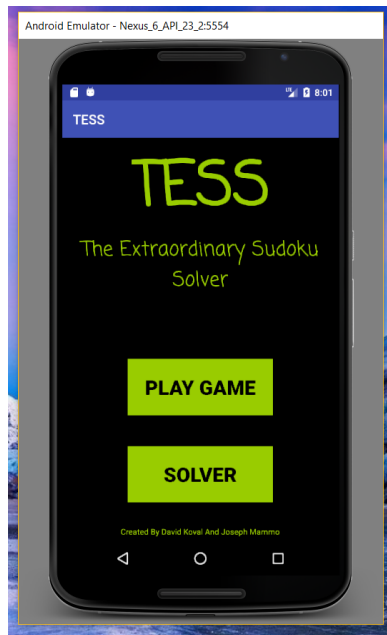 Android Emulator - Nexus_6_API_23_2:5554
LTE 8:01
TESS
TESS
The Extraordinary Sudoku
Solver
PLAY GAME
SOLVER
Created By David Koval And Joseph Mammo